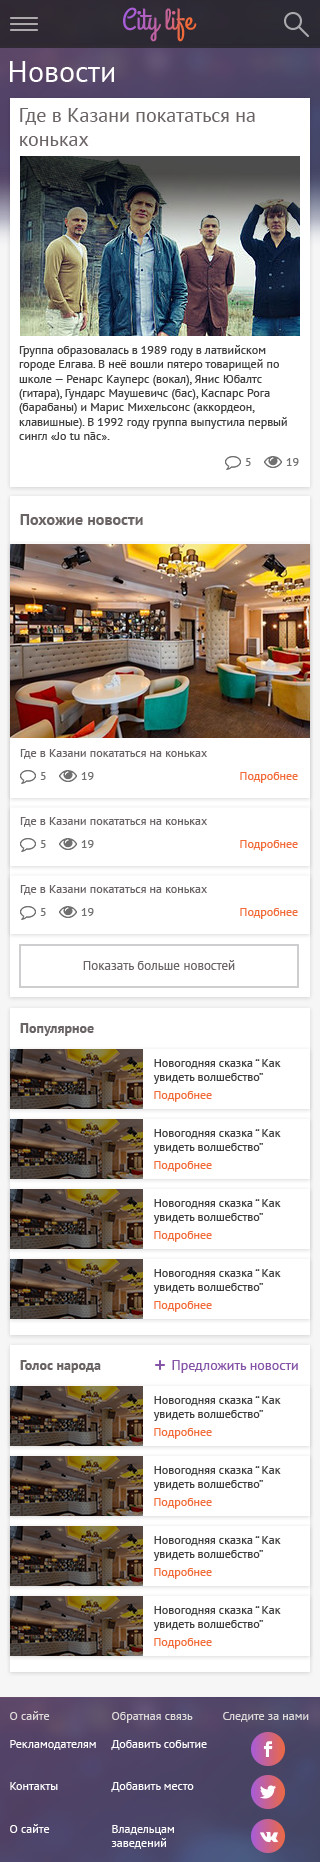 City life
Новости
Где в Казани покататься на
коньках
Группа образовалась в 1989 году в латвийском
городе Елгава. В неё вошли пятеро товарищей по
школе — Ренарс Кауперс (вокал), Янис Юбалтс
(гитара), Гундарс Маушевичс (бас), Каспарс Рога
(барабаны) и Марис Михельсонс (аккордеон,
клавишные). В 1992 году группа выпустила первый
сингл «Jo tu nāc».
5 19
Похожие новости
Где в Казани покататься на коньках
5 19 Подробнее
Где в Казани покататься на коньках
5 19 Подробнее
Где в Казани покататься на коньках
5 19 Подробнее
Показать больше новостей
Популярное
Новогодняя сказка “ Как
увидеть волшебство”
Подробнее
Новогодняя сказка “ Как
увидеть волшебство”
Подробнее
Новогодняя сказка “ Как
увидеть волшебство”
Подробнее
Новогодняя сказка “ Как
увидеть волшебство”
Подробнее
Голос народа + Предложить новости
Новогодняя сказка “ Как
увидеть волшебство”
Подробнее
Новогодняя сказка “ Как
увидеть волшебство”
Подробнее
Новогодняя сказка “ Как
увидеть волшебство”
Подробнее
Новогодняя сказка “ Как
увидеть волшебство”
Подробнее
О сайте Обратная связь Следите за нами
Рекламодателям Добавить событие
Контакты Добавить место
О сайте Владельцам
заведений